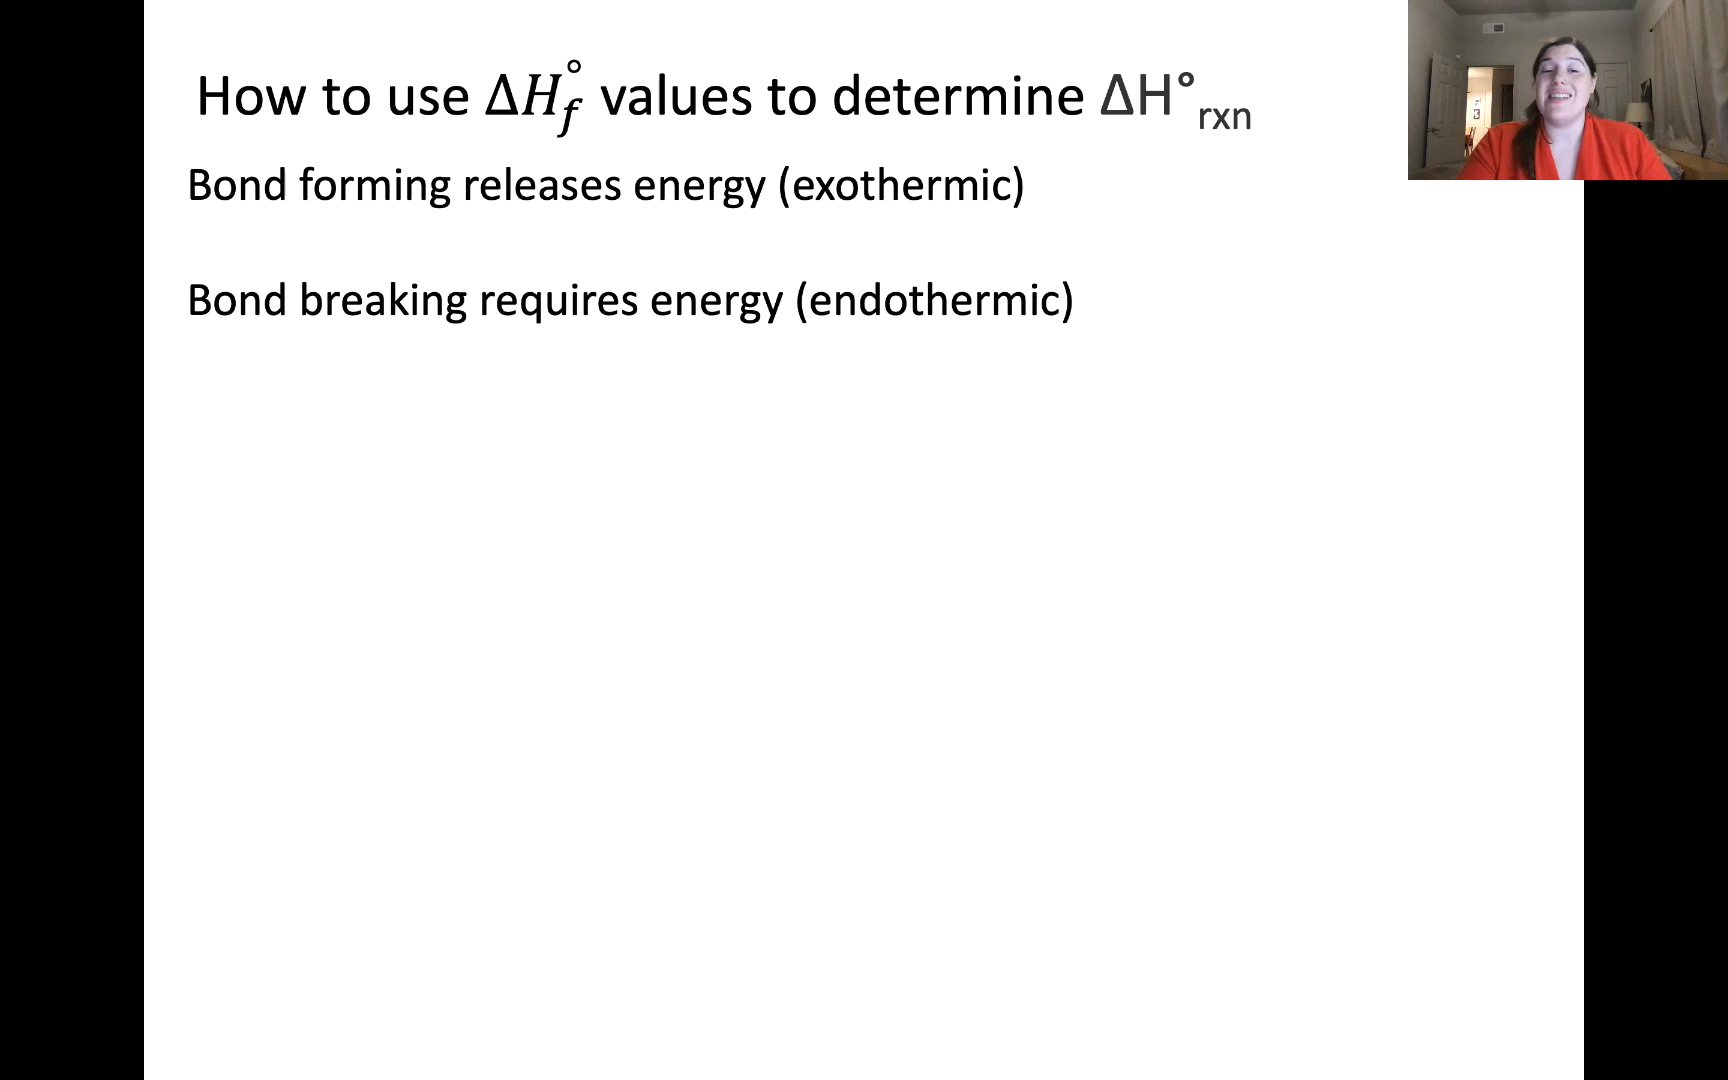 How to use ΔH°f values to determine ΔH°rxn
Bond forming releases energy (exothermic)
Bond breaking requires energy (endothermic)